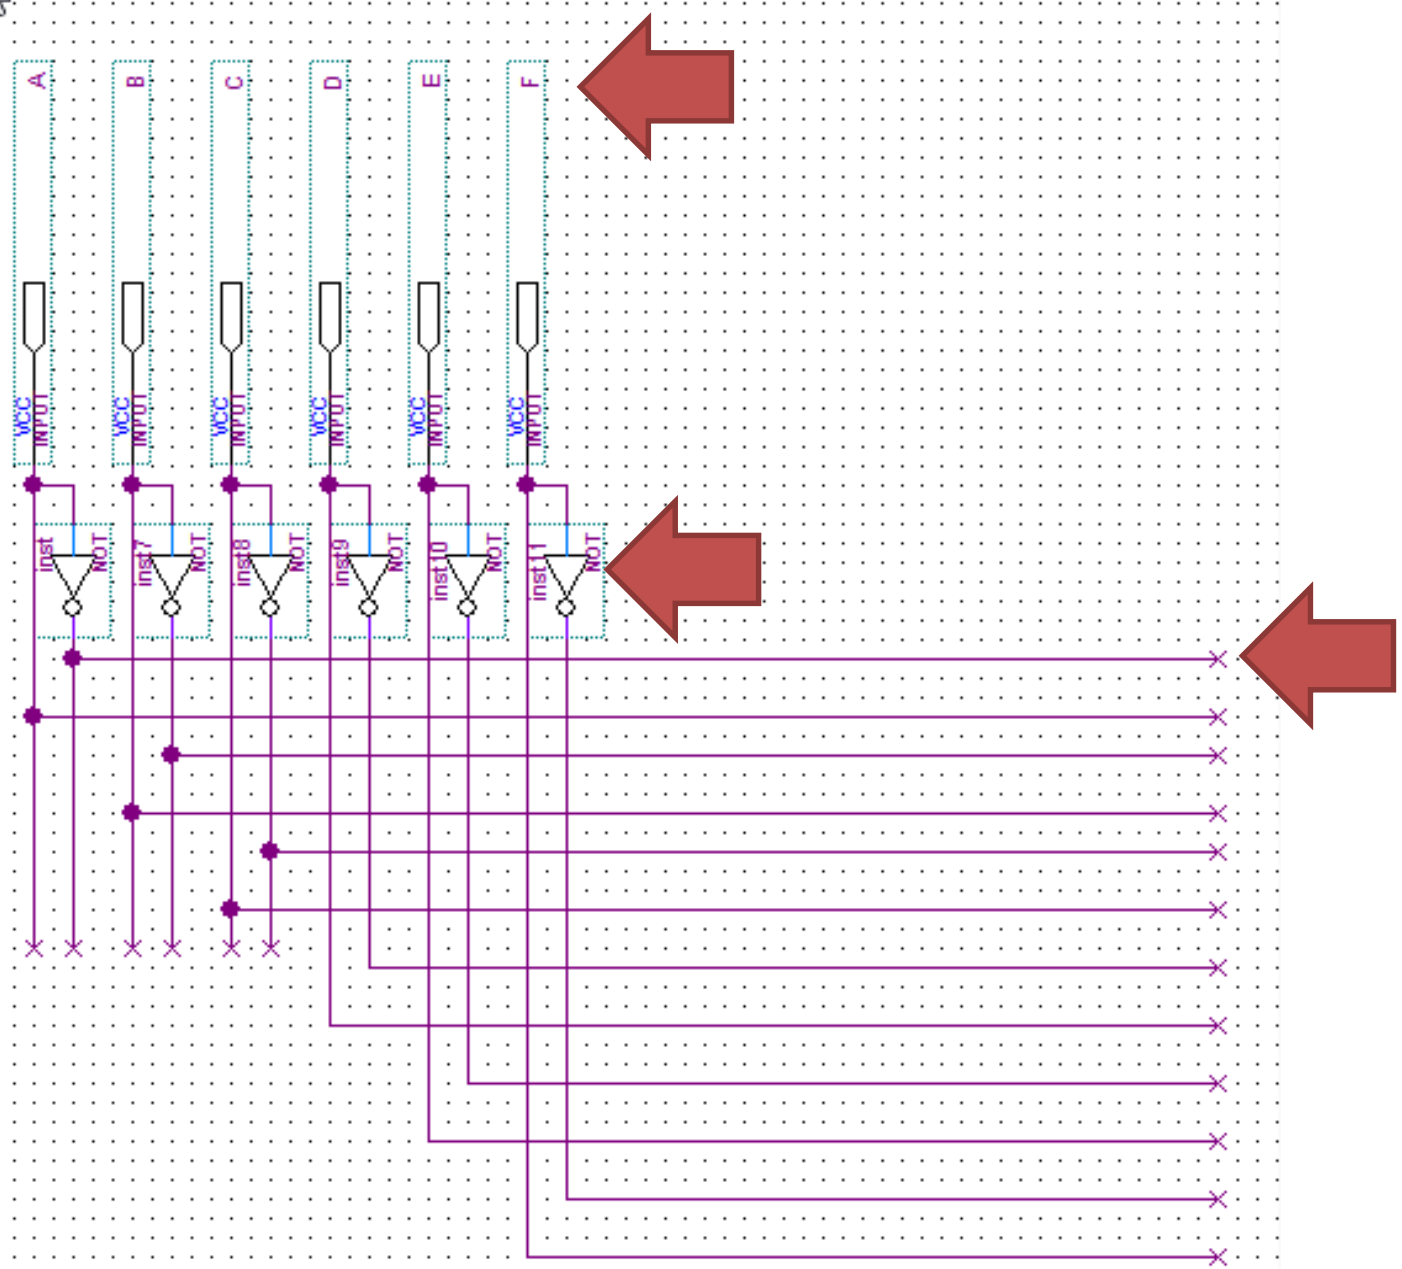 A B C D E F
VCC INPUT VCC INPUT VCC INPUT VCC INPUT VCC INPUT VCC INPUT
inst NOT inst7 NOT inst8 NOT inst9 NOT inst10 NOT inst11 NOT